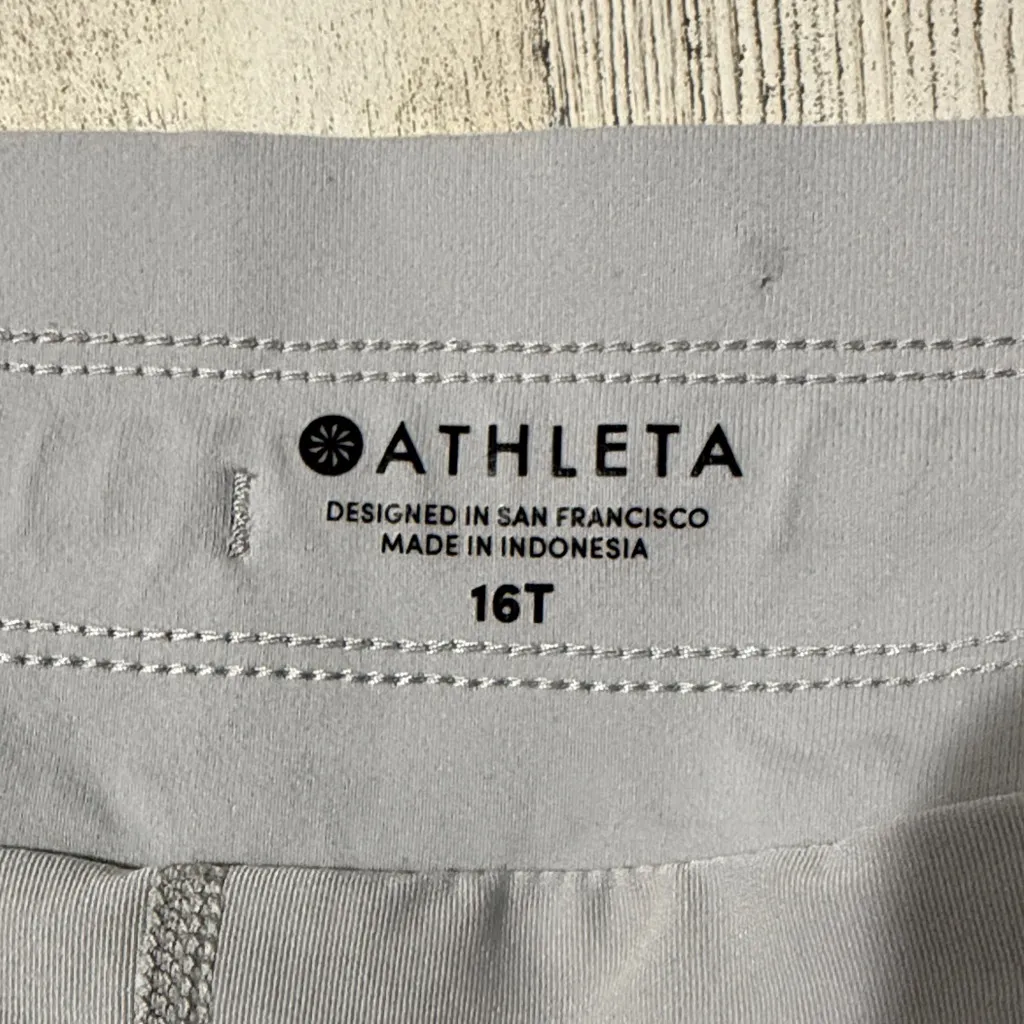 ATHLETA
DESIGNED IN SAN FRANCISCO
MADE IN INDONESIA
16T